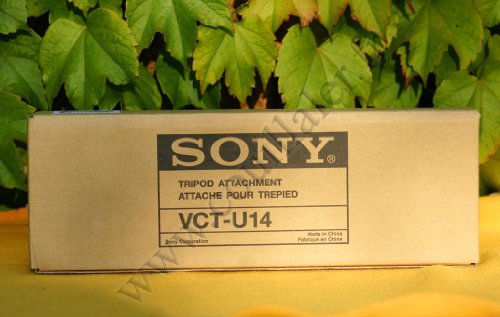 SONY®
TRIPOD ATTACHMENT
ATTACHE POUR TREPIED
VCT-U14
Sony Corporation
Made in China
Fabriqué en Chine